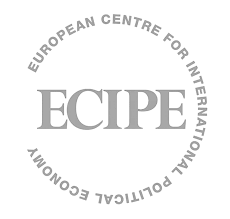 EUROPEAN CENTRE FOR INTERNATIONAL POLITICAL ECONOMY
ECIPE